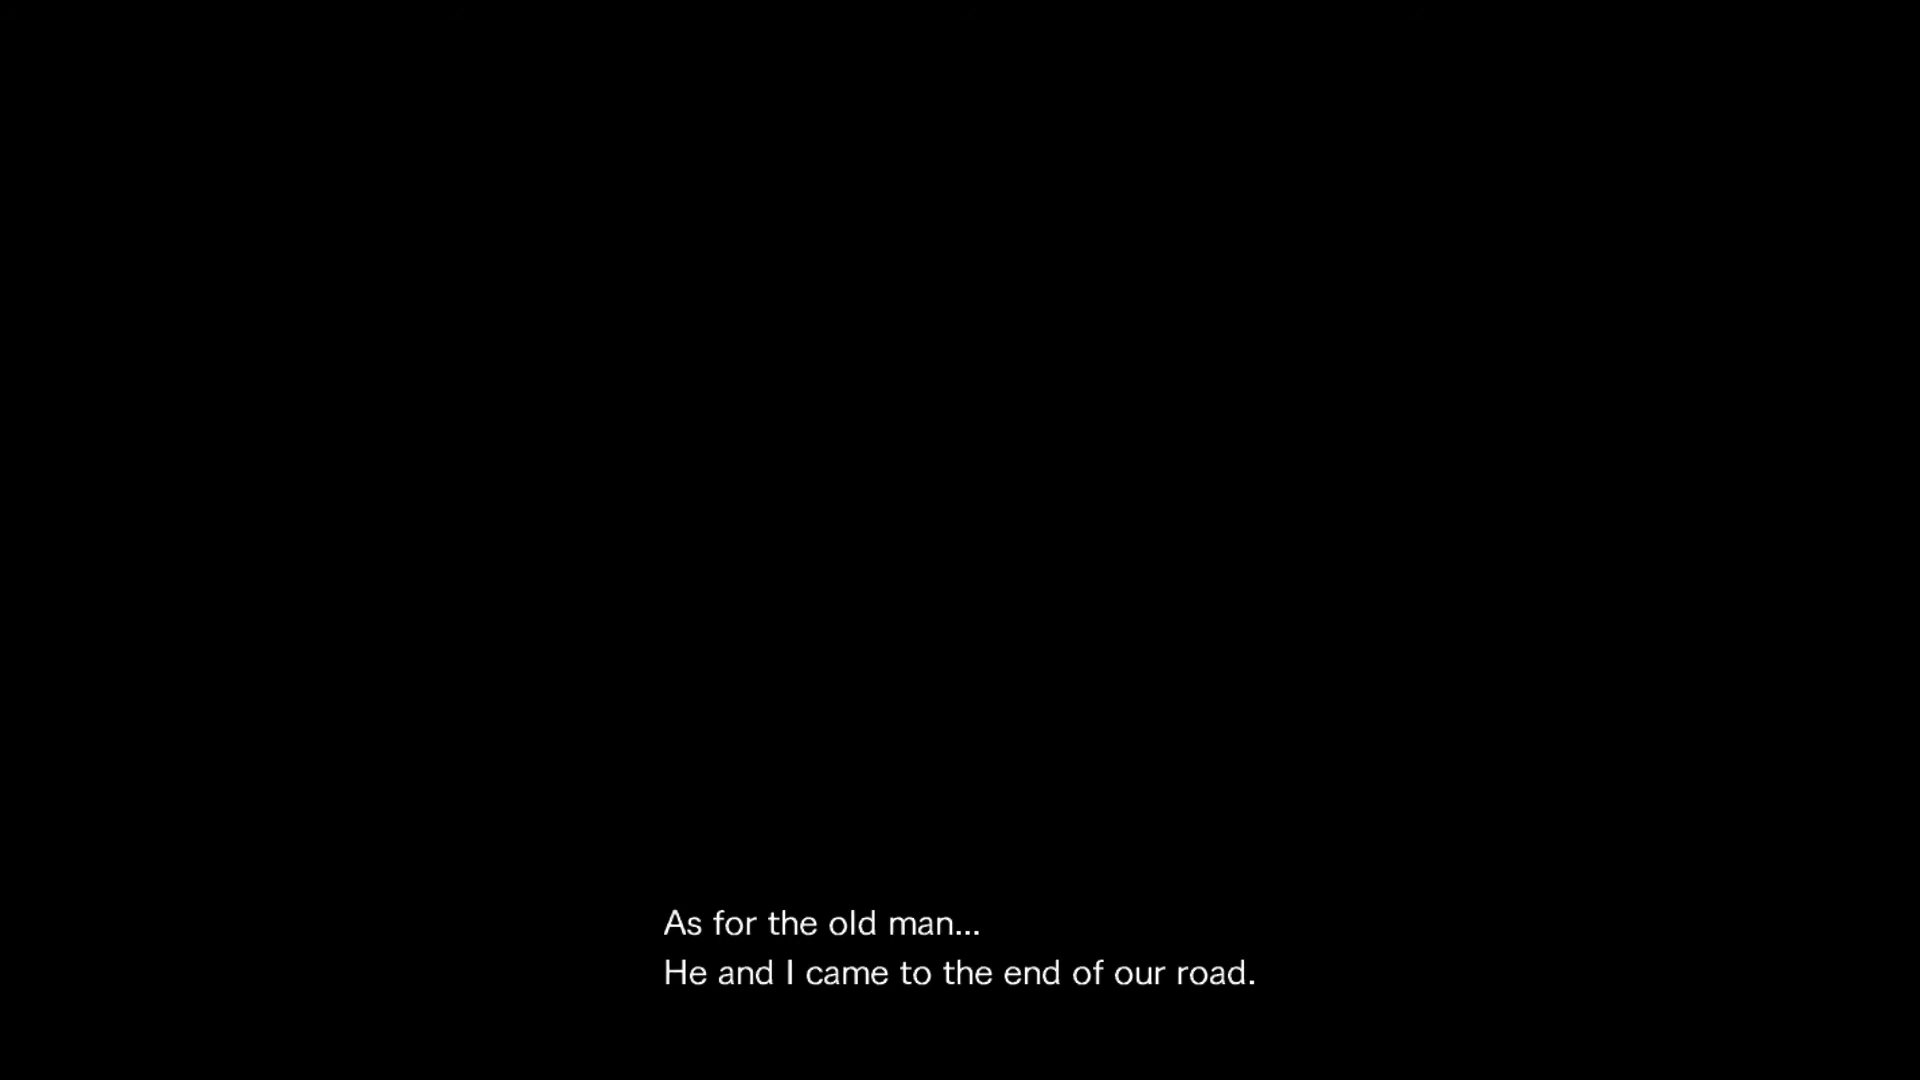 As for the old man...
He and I came to the end of our road.